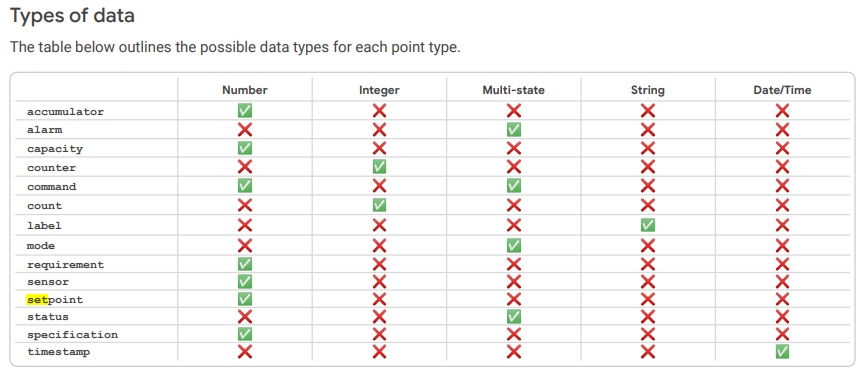 Types of data
The table below outlines the possible data types for each point type.
Number Integer Multi-state String Date/Time
accumulator ✅ ❌ ❌ ❌ ❌
alarm ❌ ❌ ✅ ❌ ❌
capacity ✅ ❌ ❌ ❌ ❌
counter ❌ ✅ ❌ ❌ ❌
command ✅ ❌ ✅ ❌ ❌
count ❌ ✅ ❌ ❌ ❌
label ❌ ❌ ❌ ✅ ❌
mode ❌ ❌ ✅ ❌ ❌
requirement ✅ ❌ ❌ ❌ ❌
sensor ✅ ❌ ❌ ❌ ❌
setpoint ✅ ❌ ❌ ❌ ❌
status ❌ ❌ ✅ ❌ ❌
specification ✅ ❌ ❌ ❌ ❌
timestamp ❌ ❌ ❌ ❌ ✅